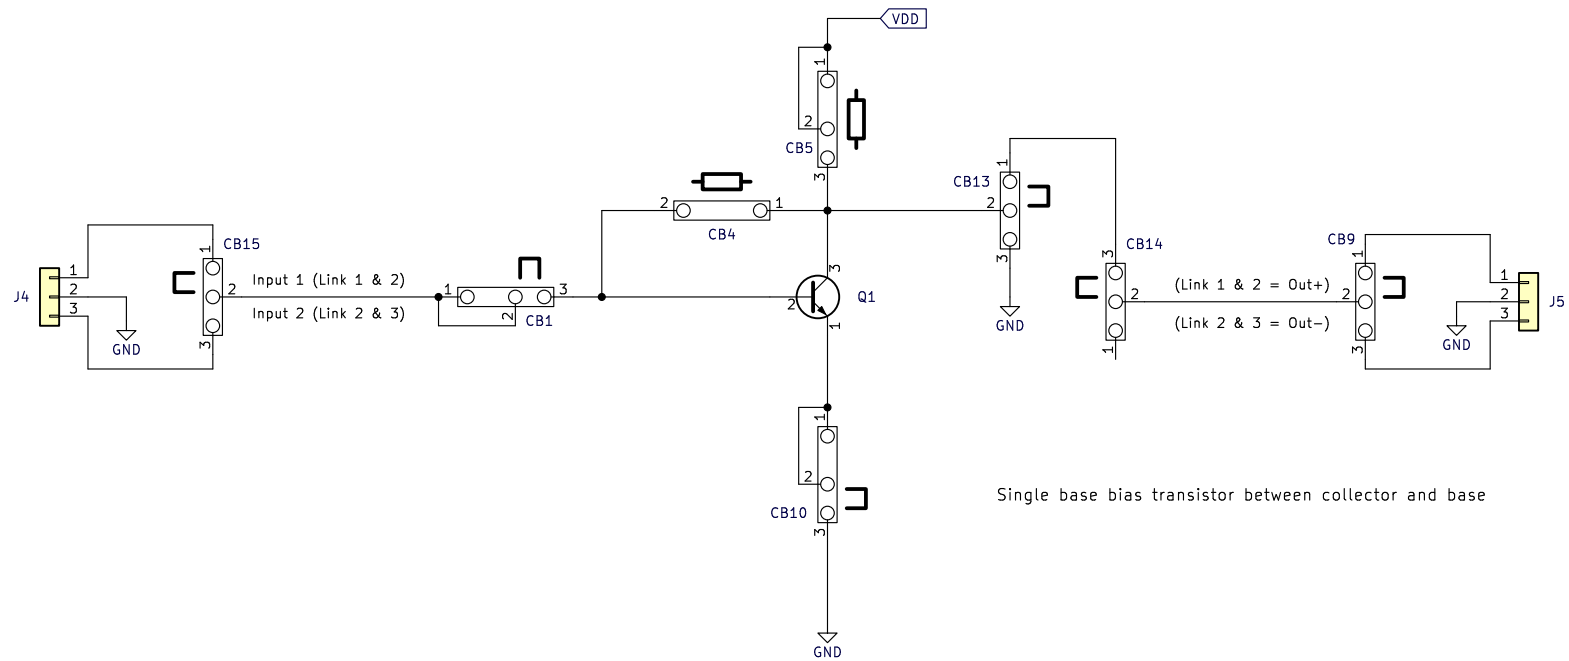 VDD
1
2
CB5
3
2
1
CB4
CB13
1
2
3
GND
CB15
1
2
3
J4
1
2
3
GND
Input 1 (Link 1 & 2)
Input 2 (Link 2 & 3)
1
2
3
CB1
3
2
1
Q1
CB14
3
2
1
(Link 1 & 2 = Out+)
(Link 2 & 3 = Out-)
CB9
1
2
3
1
2
3
J5
GND
1
2
CB10
3
GND
Single base bias transistor between collector and base